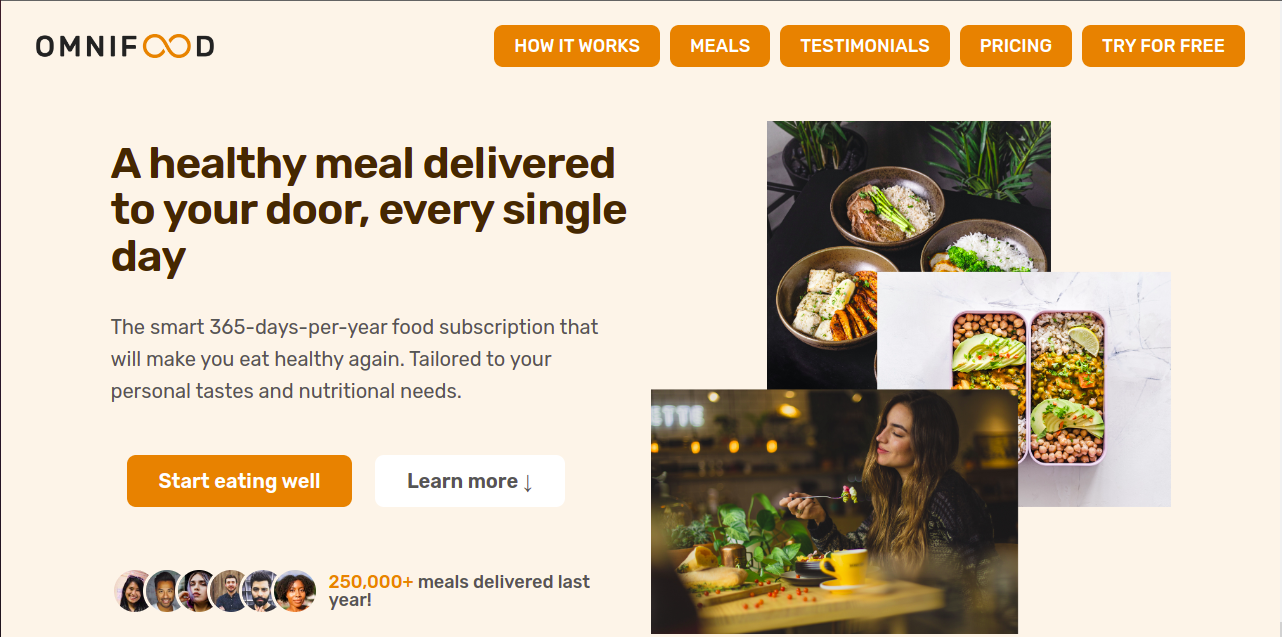 OMNIFOOD
HOW IT WORKS
MEALS
TESTIMONIALS
PRICING
TRY FOR FREE
A healthy meal delivered
to your door, every single
day
The smart 365-days-per-year food subscription that
will make you eat healthy again. Tailored to your
personal tastes and nutritional needs.
Start eating well
Learn more ↓
250,000+ meals delivered last
year!